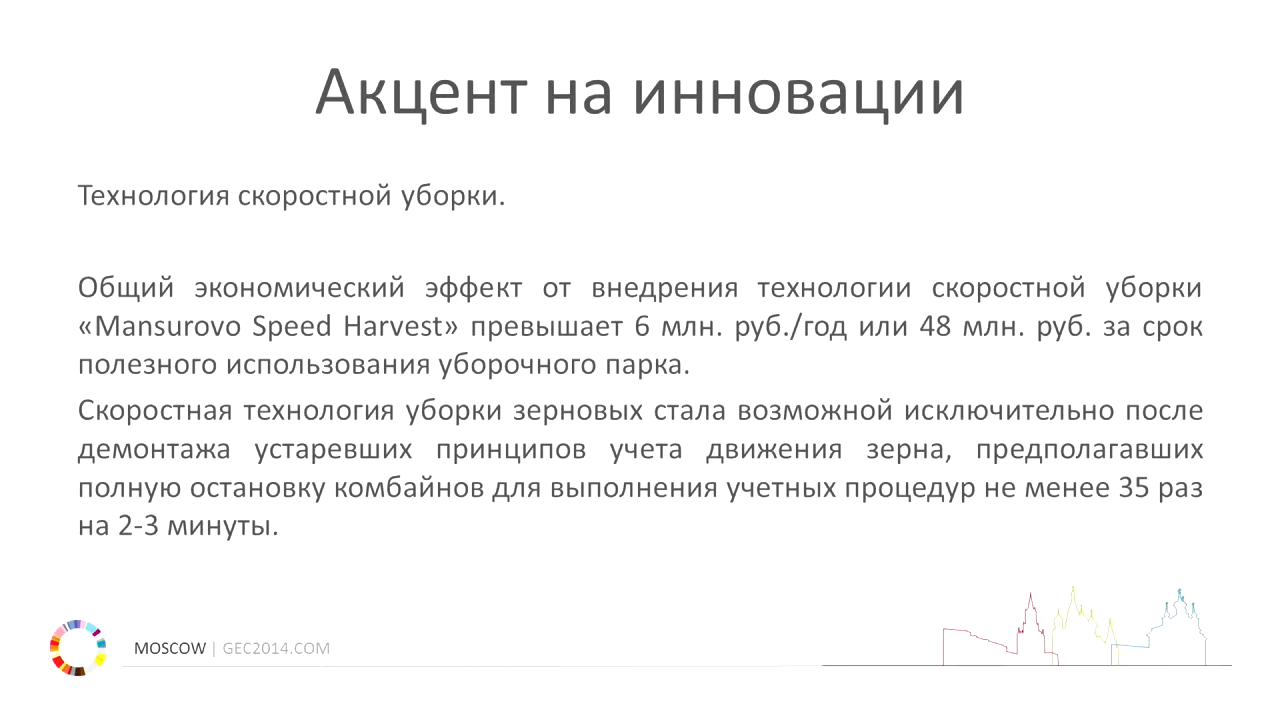 Акцент на инновации
Технология скоростной уборки.
Общий экономический эффект от внедрения технологии скоростной уборки
«Mansurovo Speed Harvest» превышает 6 млн. руб./год или 48 млн. руб. за срок
полезного использования уборочного парка.
Скоростная технология уборки зерновых стала возможной исключительно после
демонтажа устаревших принципов учета движения зерна, предполагавших
полную остановку комбайнов для выполнения учетных процедур не менее 35 раз
на 2-3 минуты.
MOSCOW | GEC2014.COM